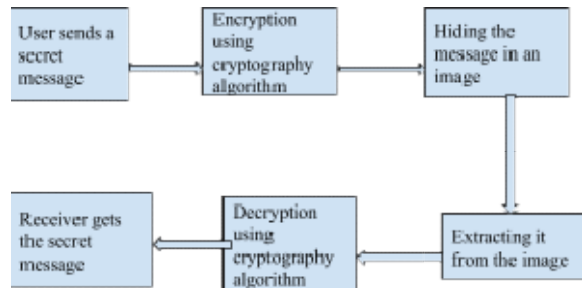 User sends a
secret
message
Encryption
using
cryptography
algorithm
Hiding the
message in an
image
Extracting it
from the image
Decryption
using
cryptography
algorithm
Receiver gets
the secret
message